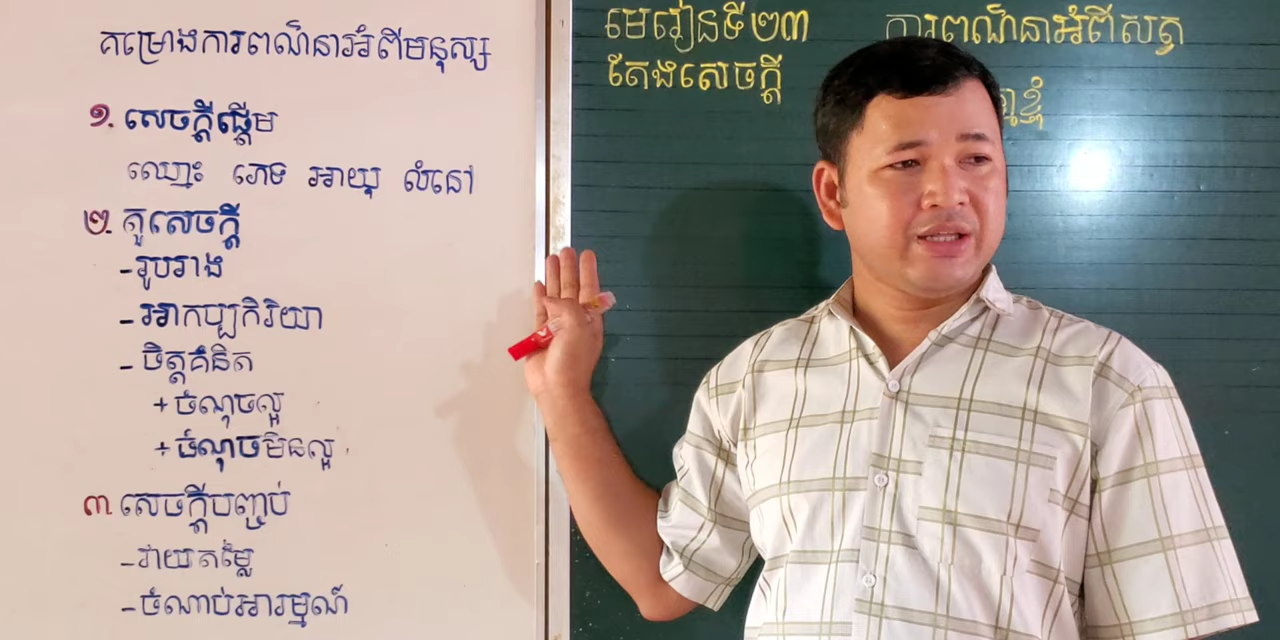 គម្រោងការពណ៌នារអំពីមនុស្ស
១. សេចក្តីផ្តើម
ឈ្មោះ ភេទ អាយុ លំនៅ
២. តួសេចក្តី
-រូបរាង
-អាកប្បកិរិយា
-ចិត្តគំនិត
+ចំណុចល្អ
+ចំណុចមិនល្អ
៣. សេចក្តីបញ្ចប់
-វាយតម្លៃ
-ចំណាប់អារម្មណ៍
មេរៀនទី២៣ ការពណ៌នាអំពីសត្វ
តែងសេចក្តី